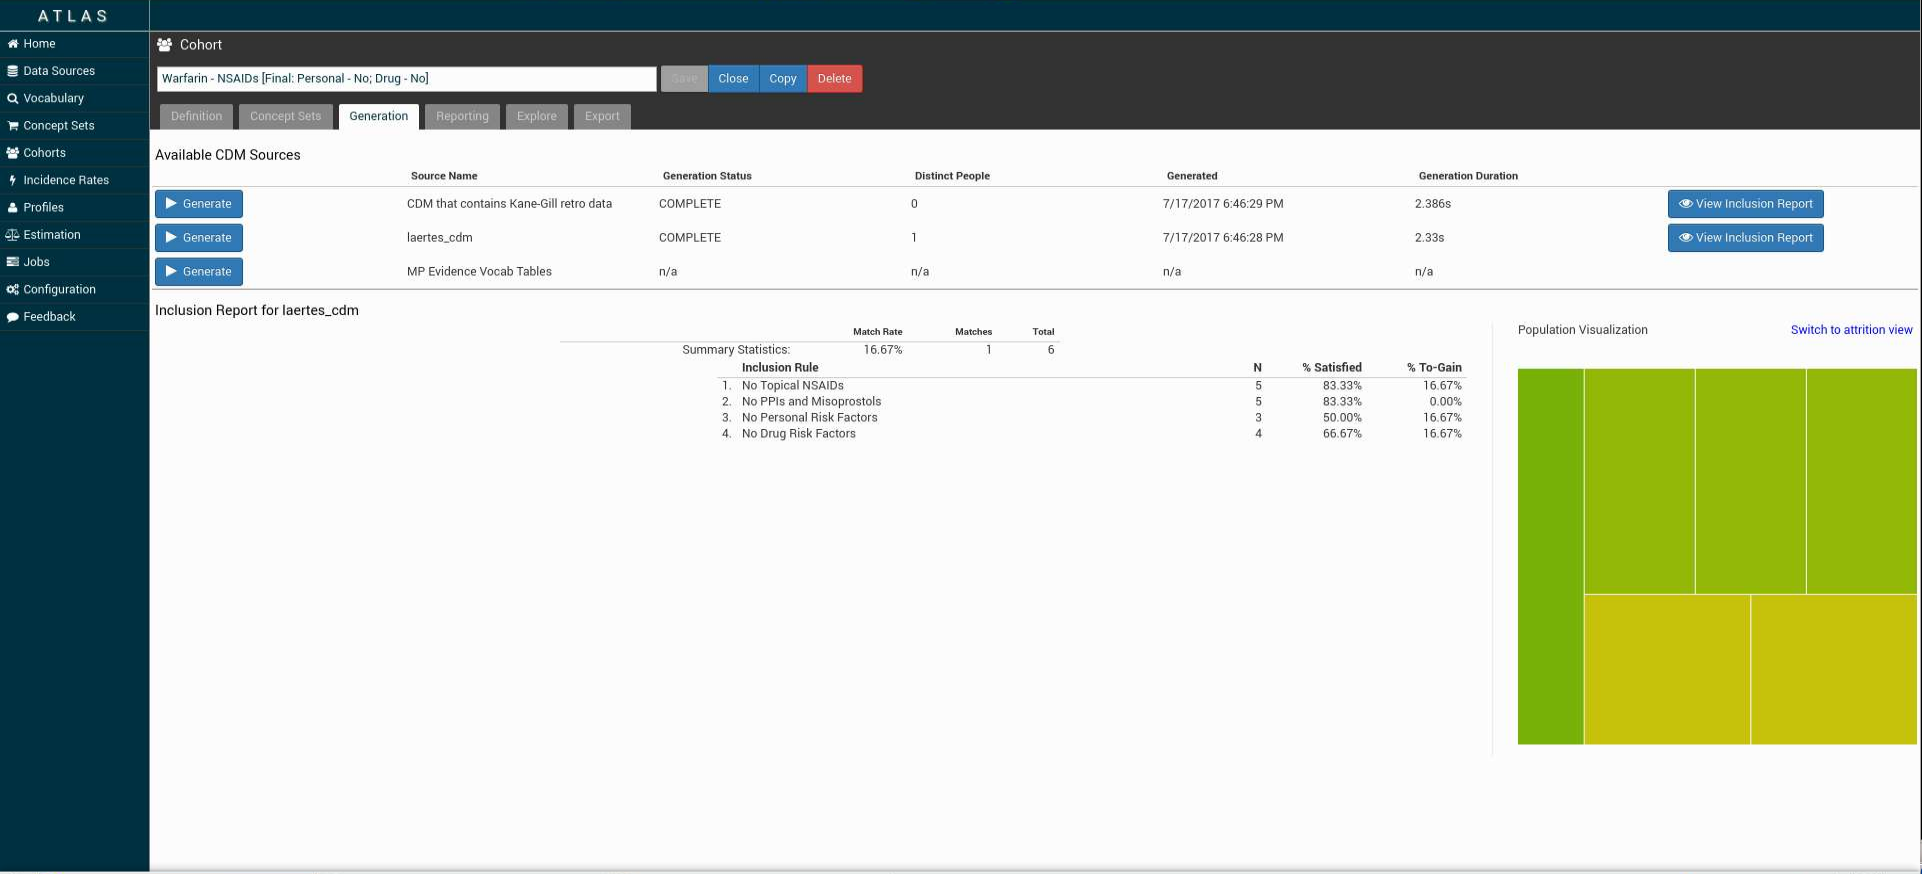 ATLAS
Home
Data Sources
Vocabulary
Concept Sets
Cohorts
Incidence Rates
Profiles
Estimation
Jobs
Configuration
Feedback
Cohort
Warfarin - NSAIDs [Final: Personal - No; Drug - No] Save Close Copy Delete
Definition Concept Sets Generation Reporting Explore Export
Available CDM Sources
Source Name Generation Status Distinct People Generated Generation Duration
Generate CDM that contains Kane-Gill retro data COMPLETE 0 7/17/2017 6:46:29 PM 2.386s View Inclusion Report
Generate laertes_cdm COMPLETE 1 7/17/2017 6:46:28 PM 2.33s View Inclusion Report
Generate MP Evidence Vocab Tables n/a n/a n/a n/a
Inclusion Report for laertes_cdm
Match Rate Matches Total
Summary Statistics: 16.67% 1 6
Inclusion Rule N % Satisfied % To-Gain
1. No Topical NSAIDs 5 83.33% 16.67%
2. No PPIs and Misoprostols 5 83.33% 0.00%
3. No Personal Risk Factors 3 50.00% 16.67%
4. No Drug Risk Factors 4 66.67% 16.67%
Population Visualization Switch to attrition view